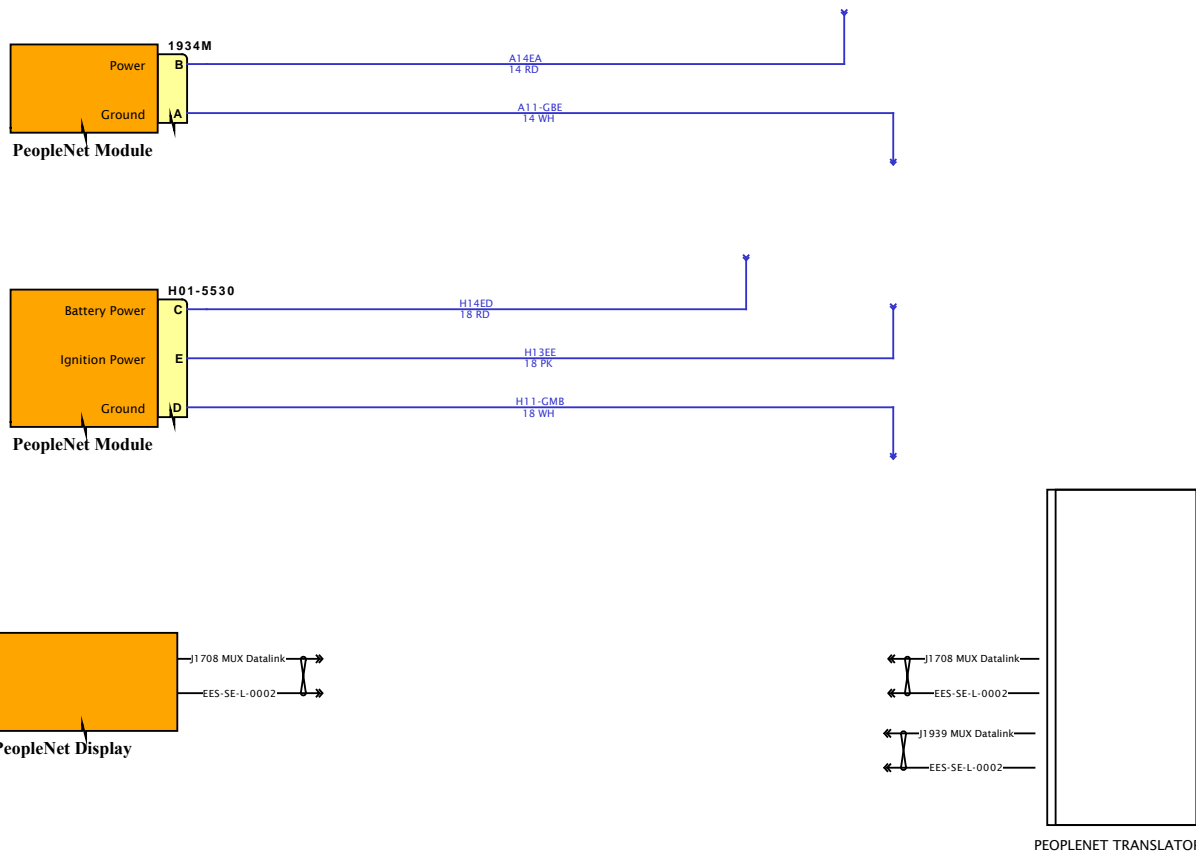 1934M
Power
B
A14EA
14 RD
Ground
A
A11-GBE
14 WH
PeopleNet Module
H01-5530
Battery Power
C
H14ED
18 RD
Ignition Power
E
H13EE
18 PK
Ground
D
H11-GMB
18 WH
PeopleNet Module
J1708 MUX Datalink
EES-SE-L-0002
PeopleNet Display
J1708 MUX Datalink
EES-SE-L-0002
J1939 MUX Datalink
EES-SE-L-0002
PEOPLENET TRANSLATOR